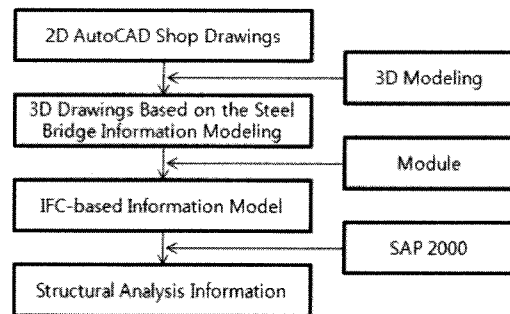 2D AutoCAD Shop Drawings
3D Modeling
3D Drawings Based on the Steel
Bridge Information Modeling
Module
IFC-based Information Model
SAP 2000
Structural Analysis Information